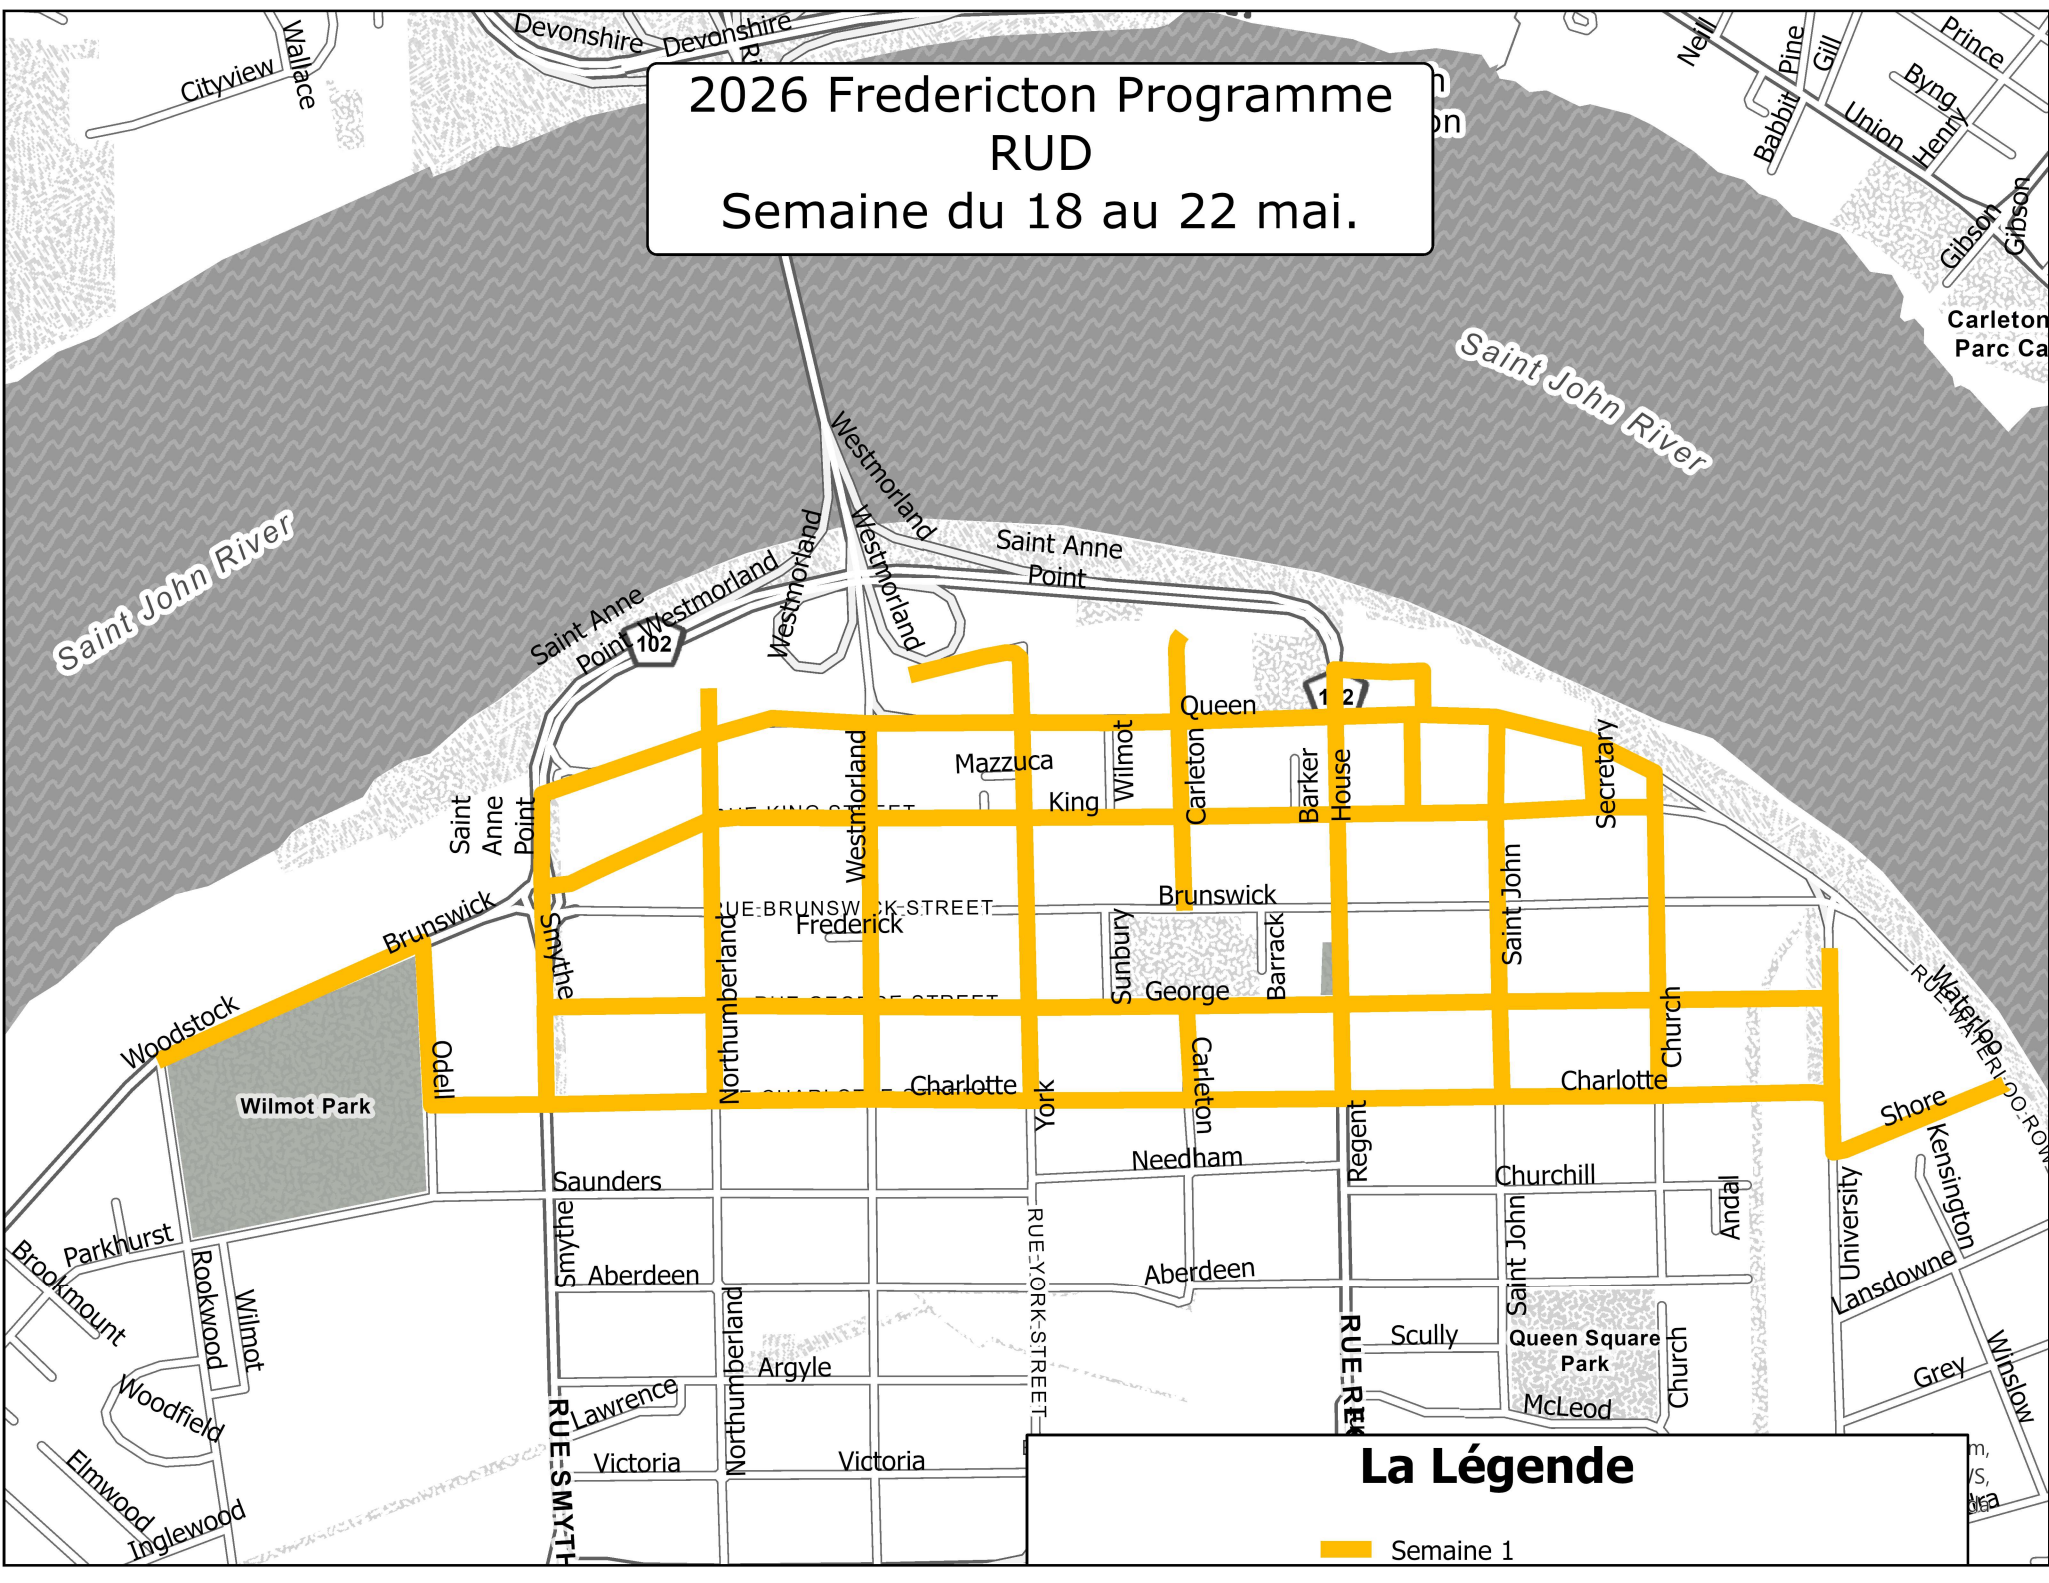 Devonshire
Devonshire
Wallace
Cityview
Neill
Pine
Gill
Prince
Byng
Babbit
Union
Henry
Gibson
Gibson
2026 Fredericton Programme
RUD
Semaine du 18 au 22 mai.
Carleton
Parc Ca
Saint John River
Saint John River
Westmorland
Westmorland
Westmorland
Westmorland
Saint Anne
Point
Saint Anne
Point
102
Queen
Mazzuca
Wilmot
Carleton
Barker
House
Secretary
Westmorland
King
Saint
Anne
Point
Brunswick
Smythe
RUE BRUNSWICK STREET
Frederick
Brunswick
Northumberland
Sunbury
Barrack
Saint John
George
Church
Woodstock
Odell
Wilmot Park
Charlotte
York
Carleton
Regent
Charlotte
Waterloo
RUE WATERLOO ROW
Shore
Kensington
Needham
Saunders
Churchill
Andal
University
Saint John
Parkhurst
Brookmount
Rookwood
Wilmot
Smythe
Aberdeen
Aberdeen
RUE YORK STREET
Lansdowne
Northumberland
Scully
Queen Square
Park
Church
Winslow
Grey
Argyle
Lawrence
Woodfield
McLeod
Victoria
Victoria
Elmwood
Inglewood
RUE SMYTH
La Légende
Semaine 1